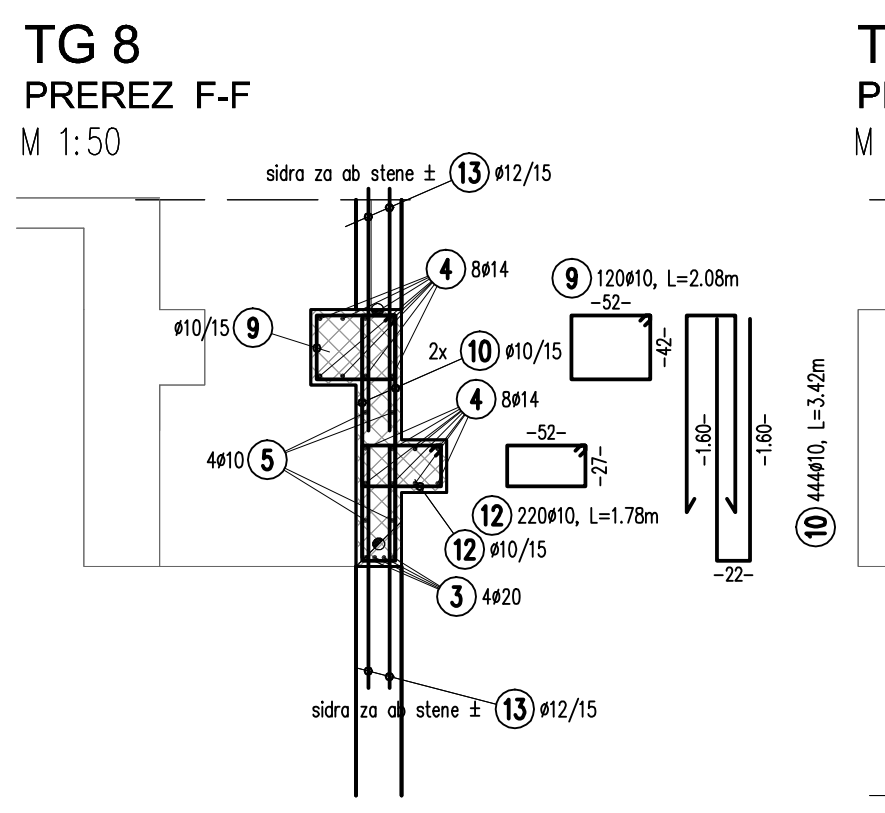 TG 8
PREREZ F-F
M 1:50
T
P
M
sidra za ab stene ± 13 ø12/15
4 8ø14
9 120ø10, L=2.08m
-52-
-42-
ø10/15 9
2x 10 ø10/15
4 8ø14
-52-
-27-
4ø10 5
12 220ø10, L=1.78m
12 ø10/15
-1.60-
-1.60-
-22-
10 444ø10, L=3.42m
3 4ø20
sidra za ab stene ± 13 ø12/15